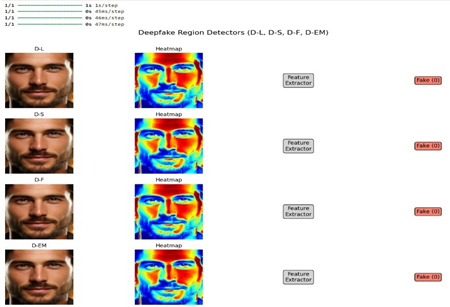 1/1 1s 1s/step
1/1 0s 45ms/step
1/1 0s 46ms/step
1/1 0s 47ms/step
Deepfake Region Detectors (D-L, D-S, D-F, D-EM)
D-L Heatmap
Feature
Extractor
Fake (0)
D-S Heatmap
Feature
Extractor
Fake (0)
D-F Heatmap
Feature
Extractor
Fake (0)
D-EM Heatmap
Feature
Extractor
Fake (0)